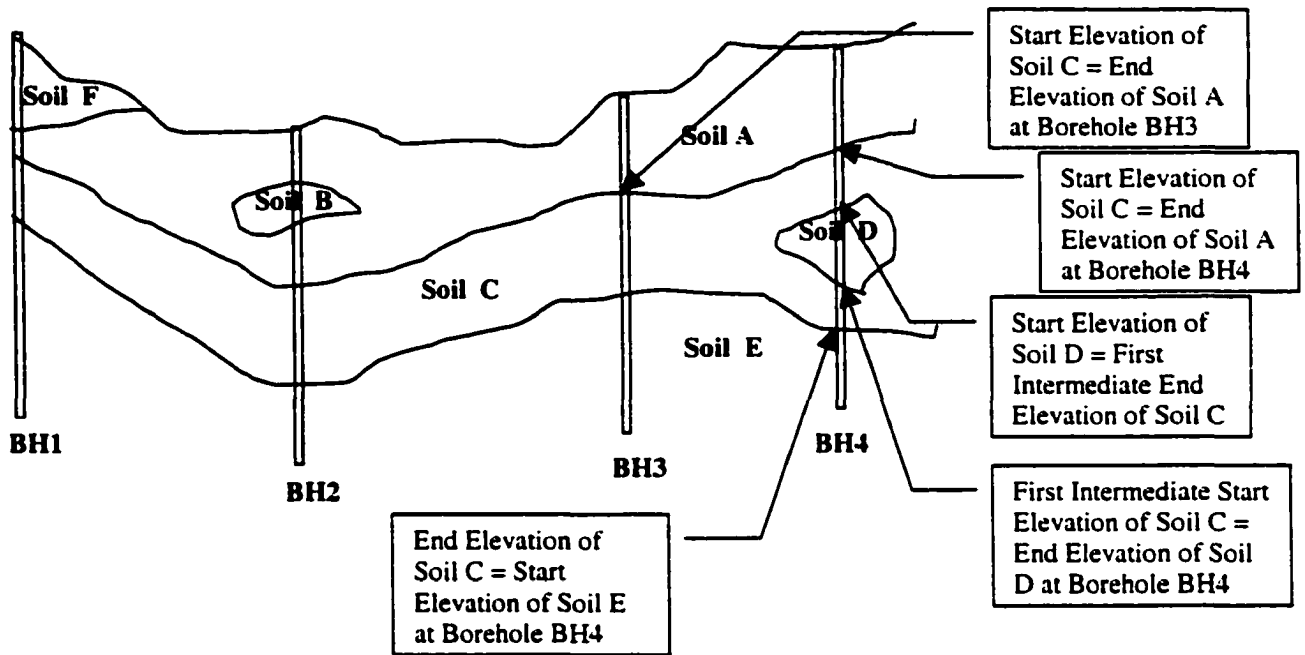 Start Elevation of
Soil C = End
Elevation of Soil A
at Borehole BH3
Soil F
Soil A
Start Elevation of
Soil C = End
Elevation of Soil A
at Borehole BH4
Soil B
Soil D
Soil C
Soil E
Start Elevation of
Soil D = First
Intermediate End
Elevation of Soil C
BH1
BH2
BH3
BH4
First Intermediate Start
Elevation of Soil C =
End Elevation of Soil
D at Borehole BH4
End Elevation of
Soil C = Start
Elevation of Soil E
at Borehole BH4